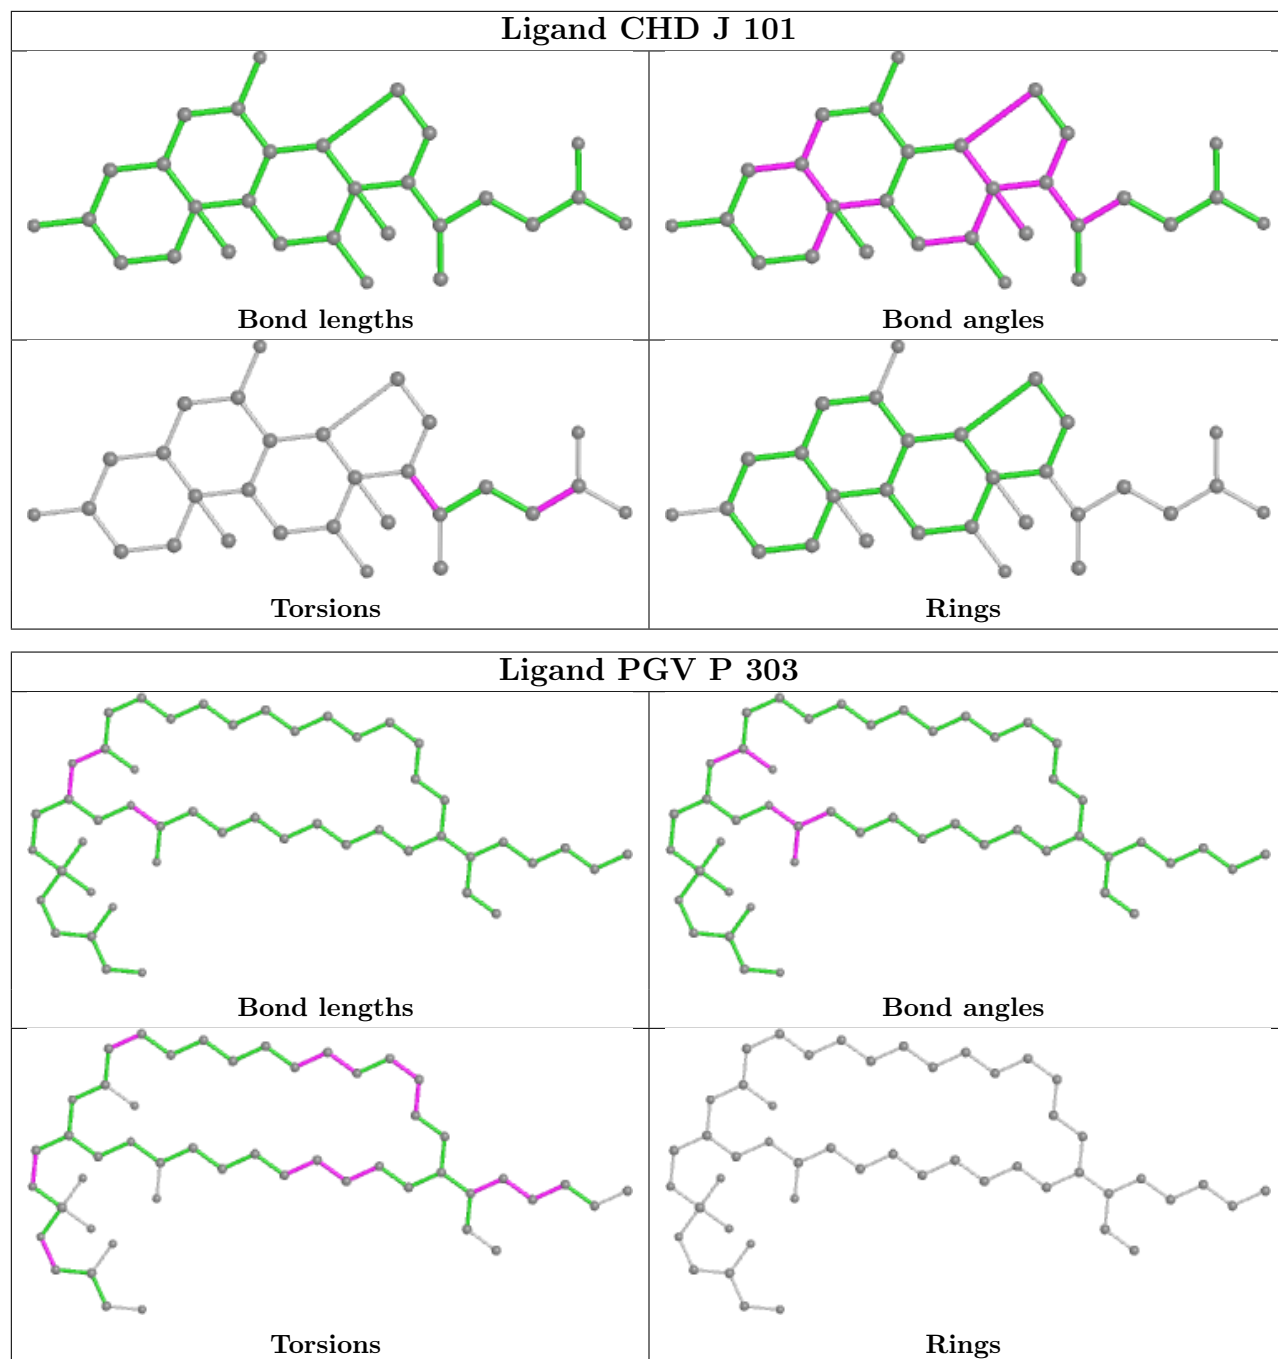 Ligand CHD J 101
Bond lengths
Bond angles
Torsions
Rings
Ligand PGV P 303
Bond lengths
Bond angles
Torsions
Rings